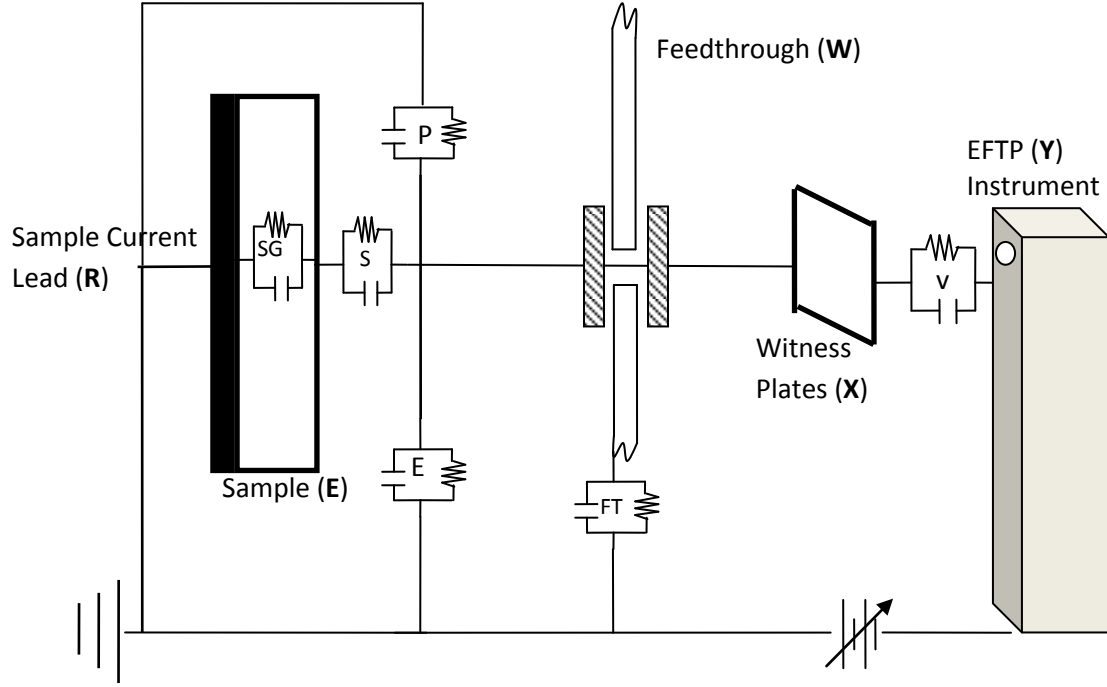 Feedthrough (W)
P
EFTP (Y)
Instrument
Sample Current
Lead (R)
SG
S
v
Witness
Plates (X)
E
Sample (E)
FT